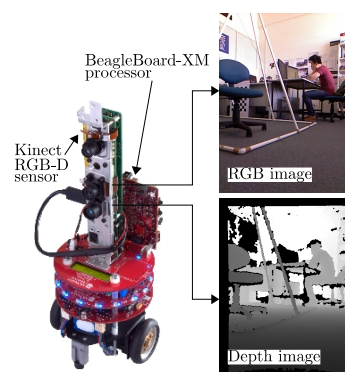 BeagleBoard-XM
processor
Kinect
RGB-D
sensor
RGB image
Depth image